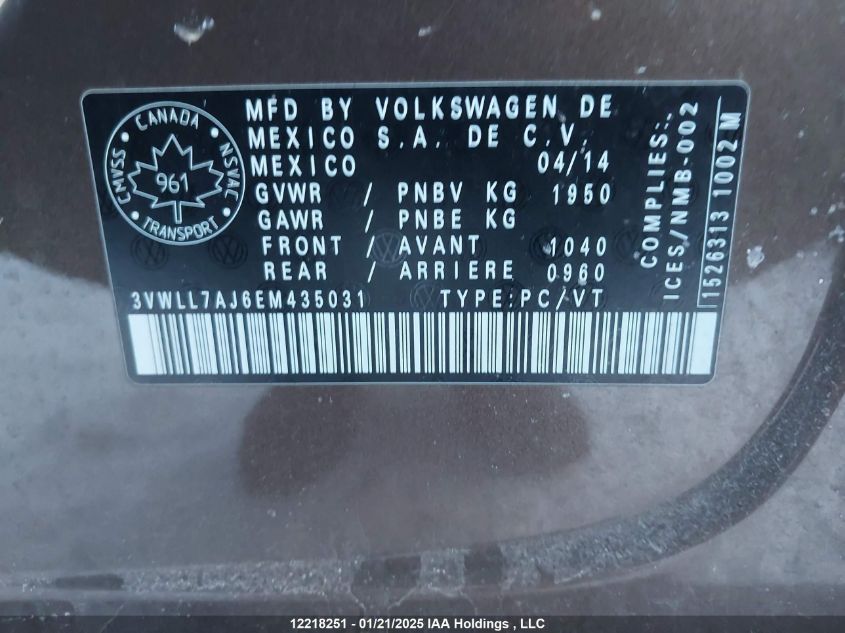 CANADA
CMVSS
NSVAC
961
TRANSPORT
MFD BY VOLKSWAGEN DE
MEXICO S.A. DE C.V.
MEXICO 04/14
GVWR / PNBV KG 1950
GAWR / PNBE KG
FRONT / AVANT 1040
REAR / ARRIERE 0960
3VWLL7AJ6EM435031 TYPE:PC/VT
COMPLIES:
ICES/NMB-002
1526313 1002 M
12218251 - 01/21/2025 IAA Holdings , LLC